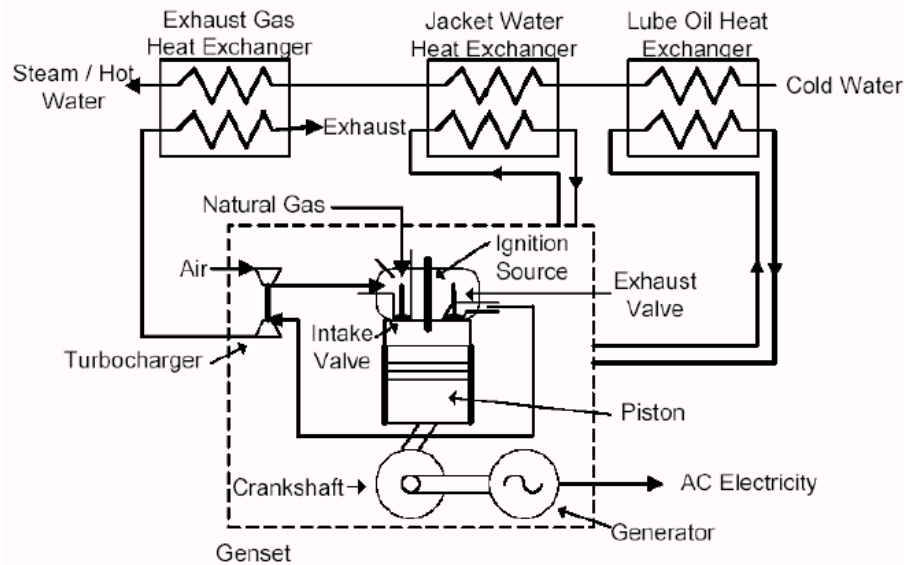 Exhaust Gas
Heat Exchanger
Jacket Water
Heat Exchanger
Lube Oil Heat
Exchanger
Steam / Hot
Water
Cold Water
Exhaust
Natural Gas
Ignition
Source
Air
Exhaust
Valve
Intake
Valve
Turbocharger
Piston
Crankshaft
AC Electricity
Generator
Genset